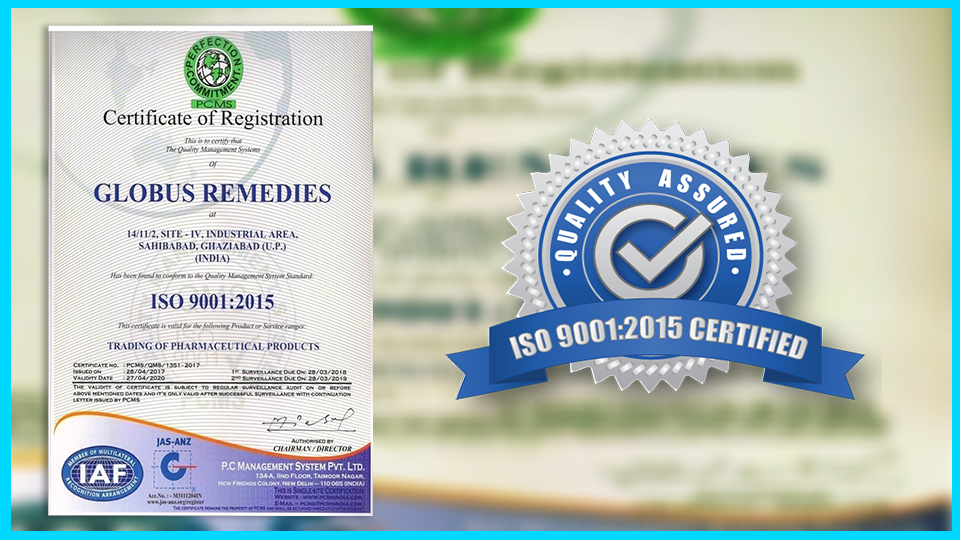 PERFECTION
COMMITMENT
PCMS
Certificate of Registration
This is to certify that
The Quality Management Systems
Of
GLOBUS REMEDIES
at
14/11/2, SITE - IV, INDUSTRIAL AREA,
SAHIBABAD, GHAZIABAD (U.P.)
(INDIA)
Has been found to conform to the Quality Management System Standard:
ISO 9001:2015
This certificate is valid for the following Product or Service ranges:
TRADING OF PHARMACEUTICAL PRODUCTS
Certificate no. : PCMS/QMS/1351-2017
Issued on : 28/04/2017 1st Surveillance Due On: 28/03/2018
Validity Date : 27/04/2020 2nd Surveillance Due On: 28/03/2019
The validity of certificate is subject to regular surveillance audit on or before
above mentioned dates and it's only valid after successful surveillance with continuation
letter issued by PCMS
Authorised by
CHAIRMAN / DIRECTOR
MEMBER OF MULTILATERAL
IAF
RECOGNITION ARRANGEMENT
JAS-ANZ
Acc.No. :
www.jas-anz.org/register
P.C Management System Pvt. Ltd.
134-A, IInd Floor, Taimoor Nagar,
New Friends Colony, New Delhi – 110 065 (INDIA)
This is Single/site Certification
Website - www.pcmsindia.com
The certificate remains the property of PCMS and shall be returned
QUALITY ASSURED
ISO 9001:2015 CERTIFIED